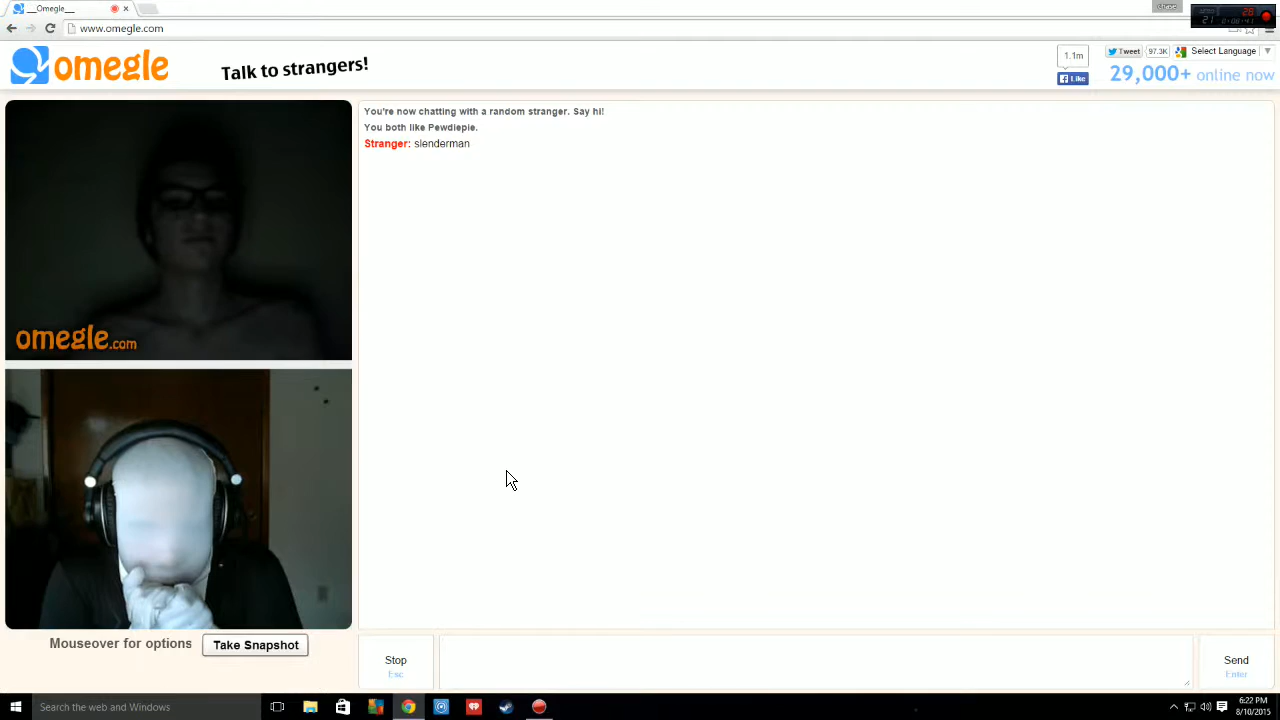 __Omegle__
chase
www.omegle.com
omegle
Talk to strangers!
1.1m
Like
Tweet
97.3K
Select Language
29,000+ online now
You're now chatting with a random stranger. Say hi!
You both like Pewdiepie.
Stranger: slenderman
omegle.com
Mouseover for options
Take Snapshot
Stop
Esc
Send
Enter
Search the web and Windows
6:22 PM
8/10/2015